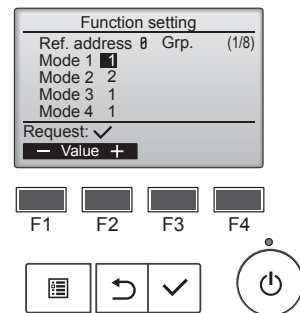 Function setting
Ref. address 0 Grp. (1/8)
Mode 1 1
Mode 2 2
Mode 3 1
Mode 4 1
Request: ✓
− Value +
F1 F2 F3 F4